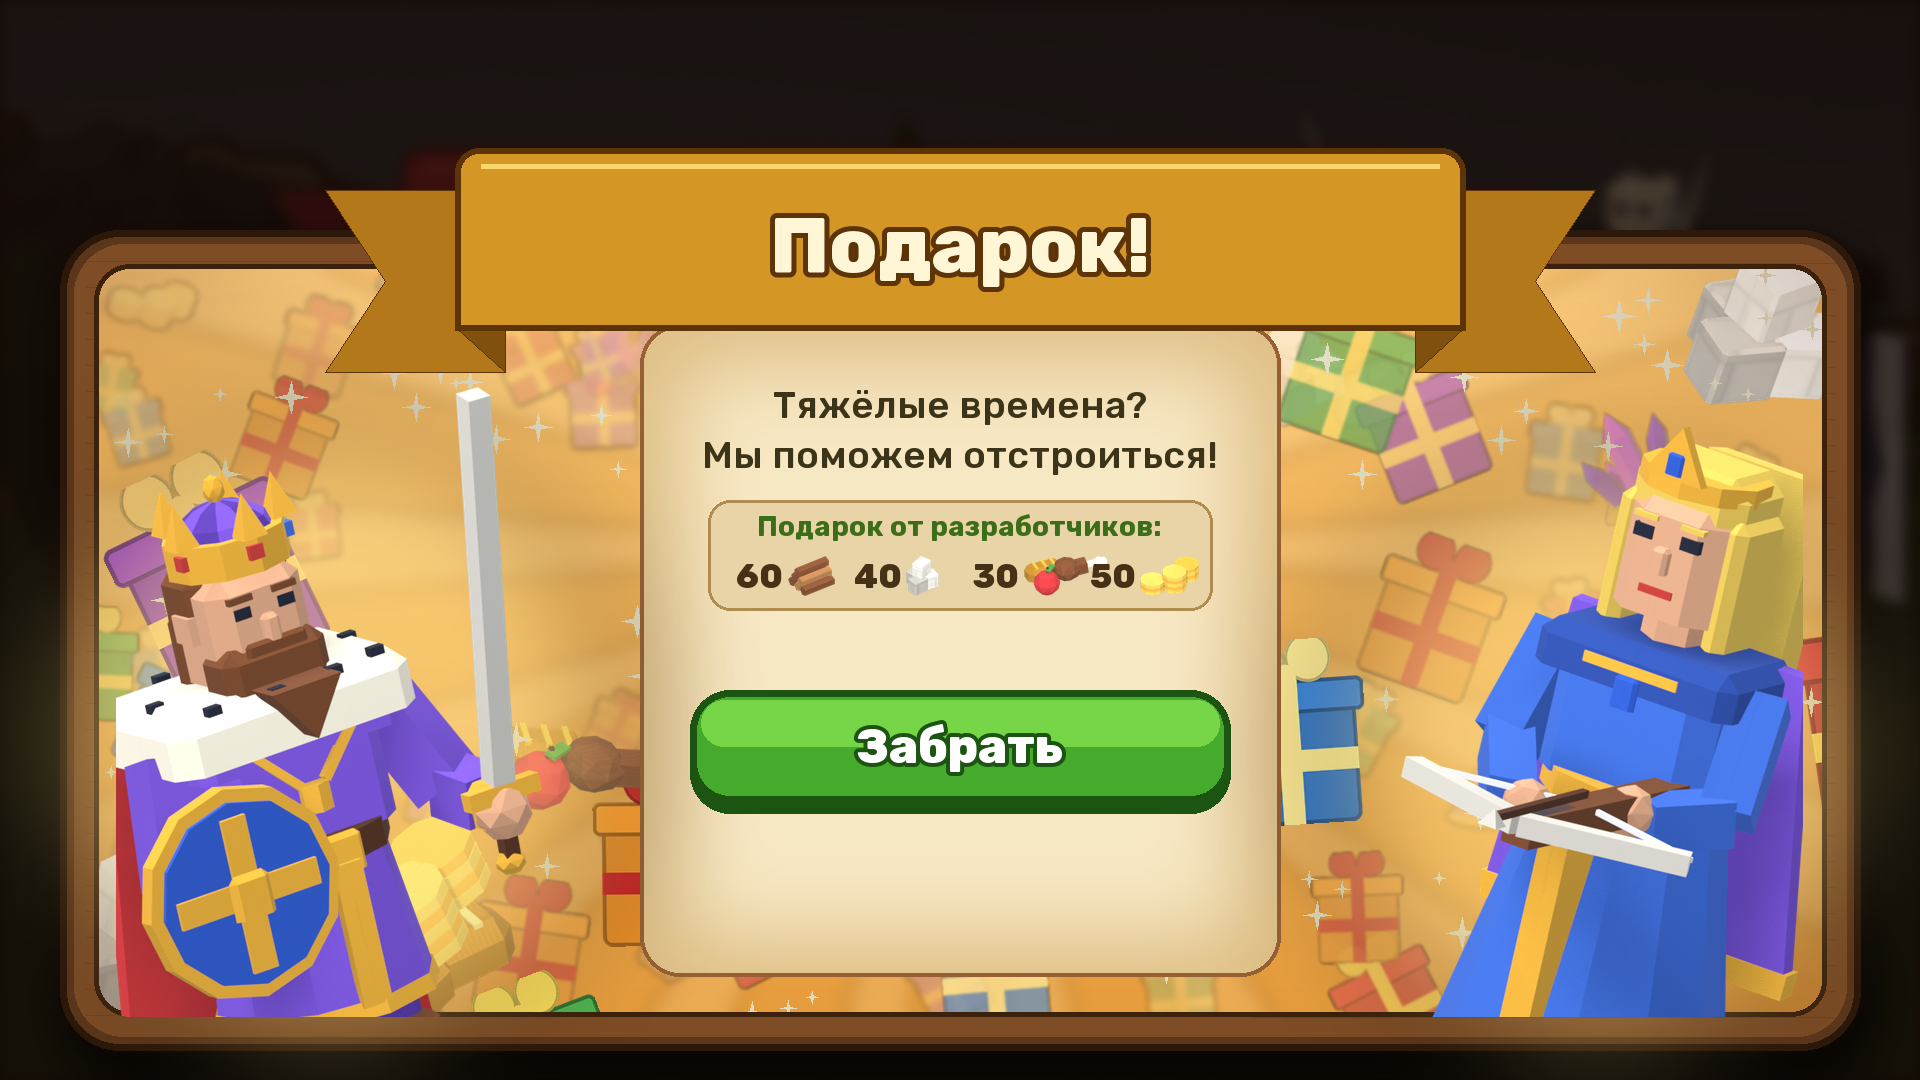 Подарок!
Тяжёлые времена?
Мы поможем отстроиться!
Подарок от разработчиков:
60 40 30 50
Забрать